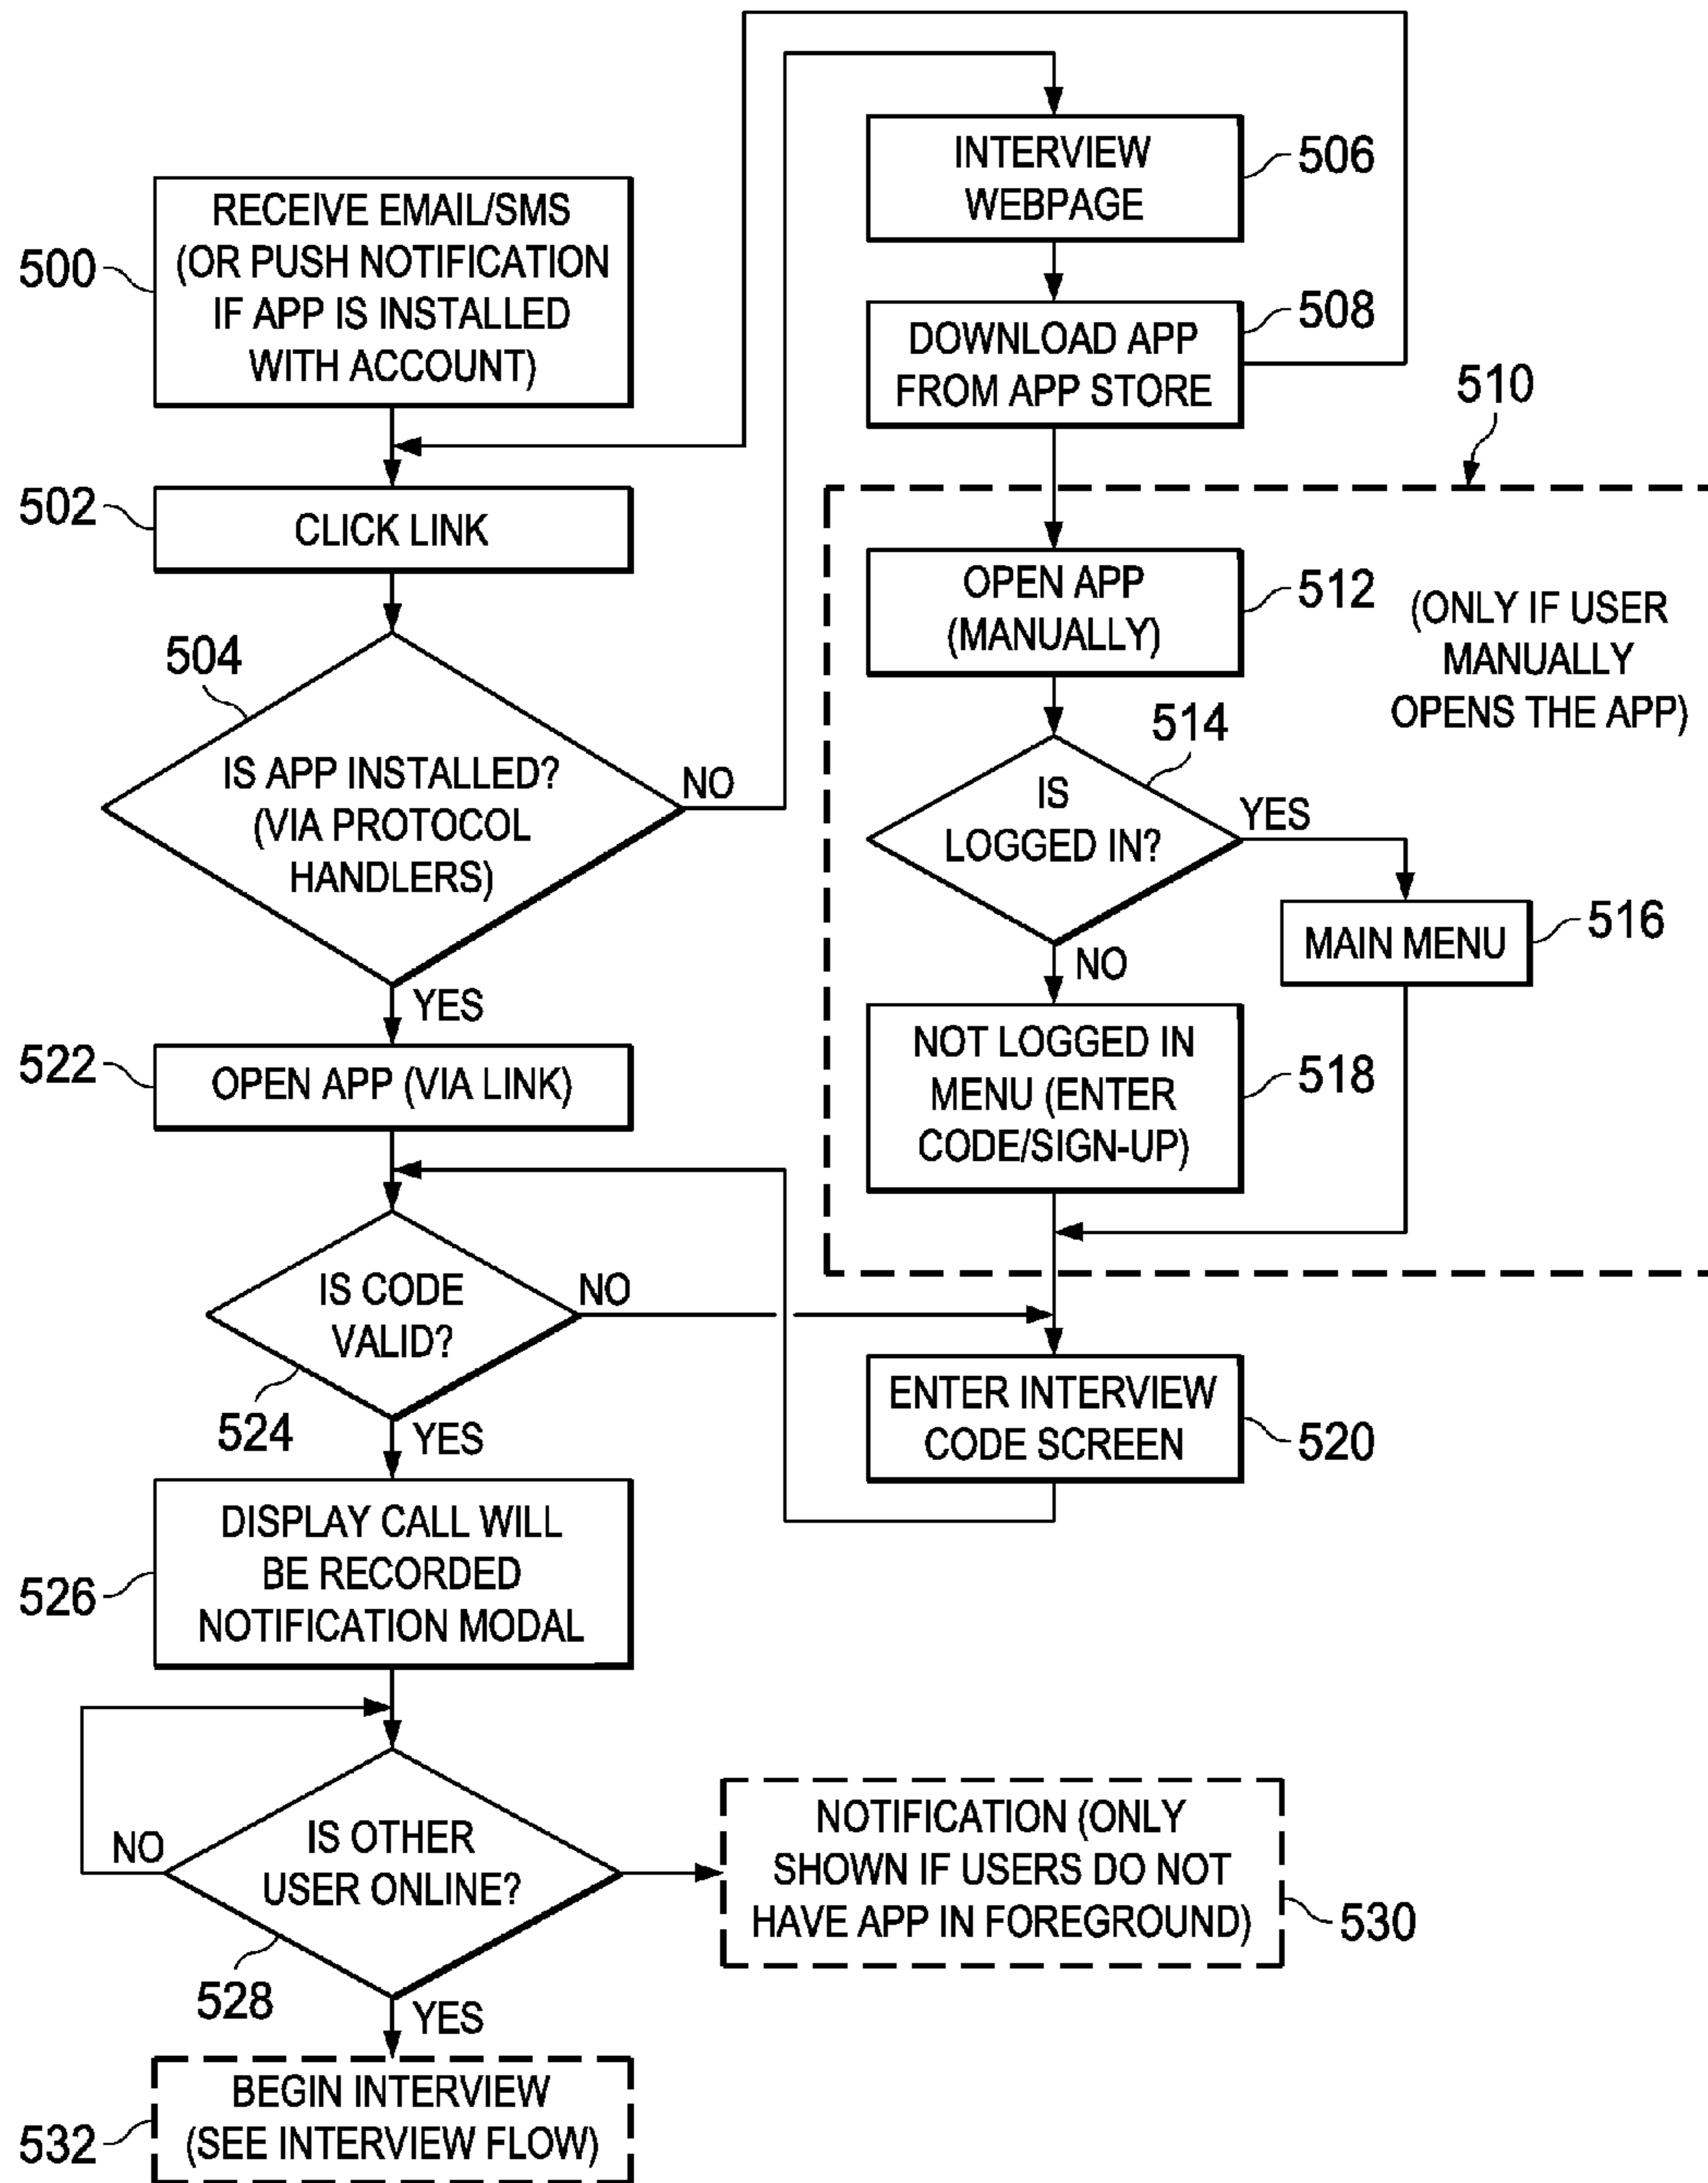 500
RECEIVE EMAIL/SMS
(OR PUSH NOTIFICATION
IF APP IS INSTALLED
WITH ACCOUNT)
502
CLICK LINK
504
IS APP INSTALLED?
(VIA PROTOCOL
HANDLERS)
NO
YES
INTERVIEW
WEBPAGE
506
DOWNLOAD APP
FROM APP STORE
508
510
OPEN APP
(MANUALLY)
512
(ONLY IF USER
MANUALLY
OPENS THE APP)
514
IS
LOGGED IN?
YES
NO
MAIN MENU
516
NOT LOGGED IN
MENU (ENTER
CODE/SIGN-UP)
518
ENTER INTERVIEW
CODE SCREEN
520
522
OPEN APP (VIA LINK)
IS CODE
VALID?
NO
524
YES
526
DISPLAY CALL WILL
BE RECORDED
NOTIFICATION MODAL
NO
IS OTHER
USER ONLINE?
528
YES
NOTIFICATION (ONLY
SHOWN IF USERS DO NOT
HAVE APP IN FOREGROUND)
530
532
BEGIN INTERVIEW
(SEE INTERVIEW FLOW)